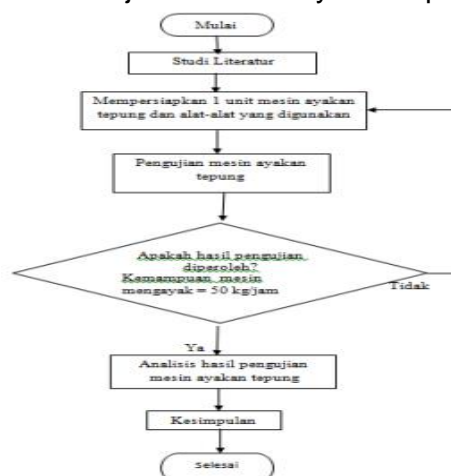 Mulai
Studi Literatur
Mempersiapkan 1 unit mesin ayakan
tepung dan alat-alat yang digunakan
Pengujian mesin ayakan
tepung
Apakah hasil pengujian
diperoleh?
Kemampuan mesin
mengayak = 50 kg/jam
Tidak
Ya
Analisis hasil pengujian
mesin ayakan tepung
Kesimpulan
Selesai